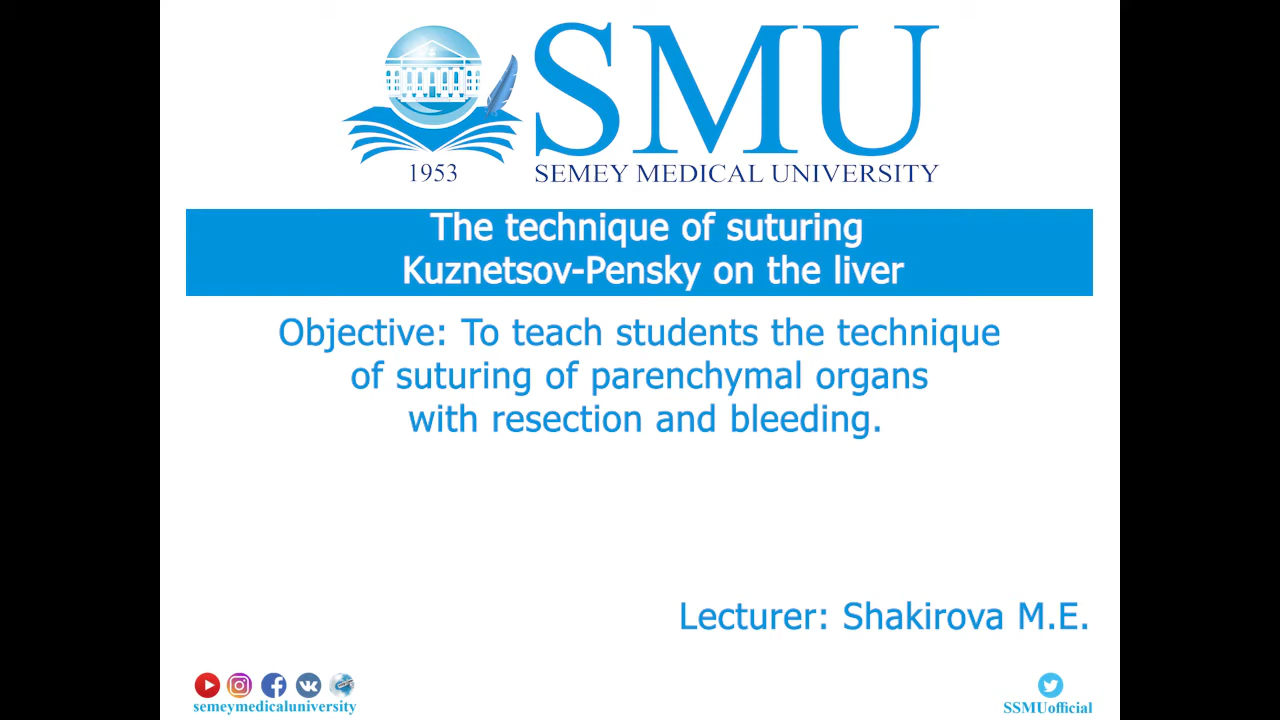 SMU
1953
SEMEY MEDICAL UNIVERSITY
The technique of suturing
Kuznetsov-Pensky on the liver
Objective: To teach students the technique
of suturing of parenchymal organs
with resection and bleeding.
Lecturer: Shakirova M.E.
semeymedicaluniversity
SSMUofficial